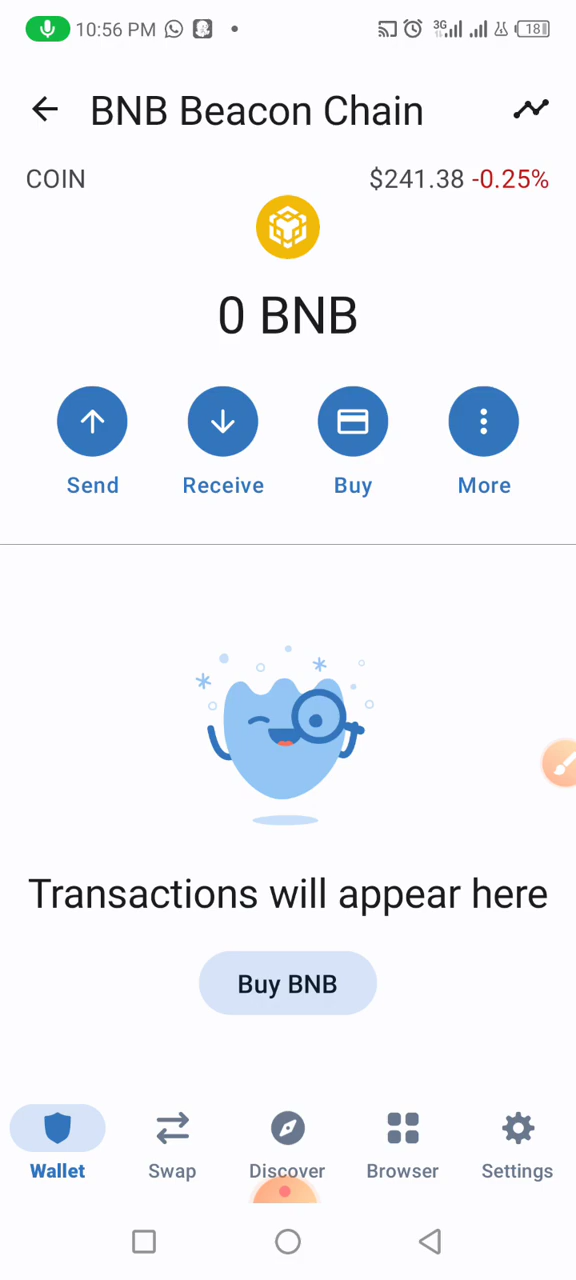 10:56 PM 3G 18
BNB Beacon Chain
COIN $241.38 -0.25%
0 BNB
Send Receive Buy More
Transactions will appear here
Buy BNB
Wallet Swap Discover Browser Settings